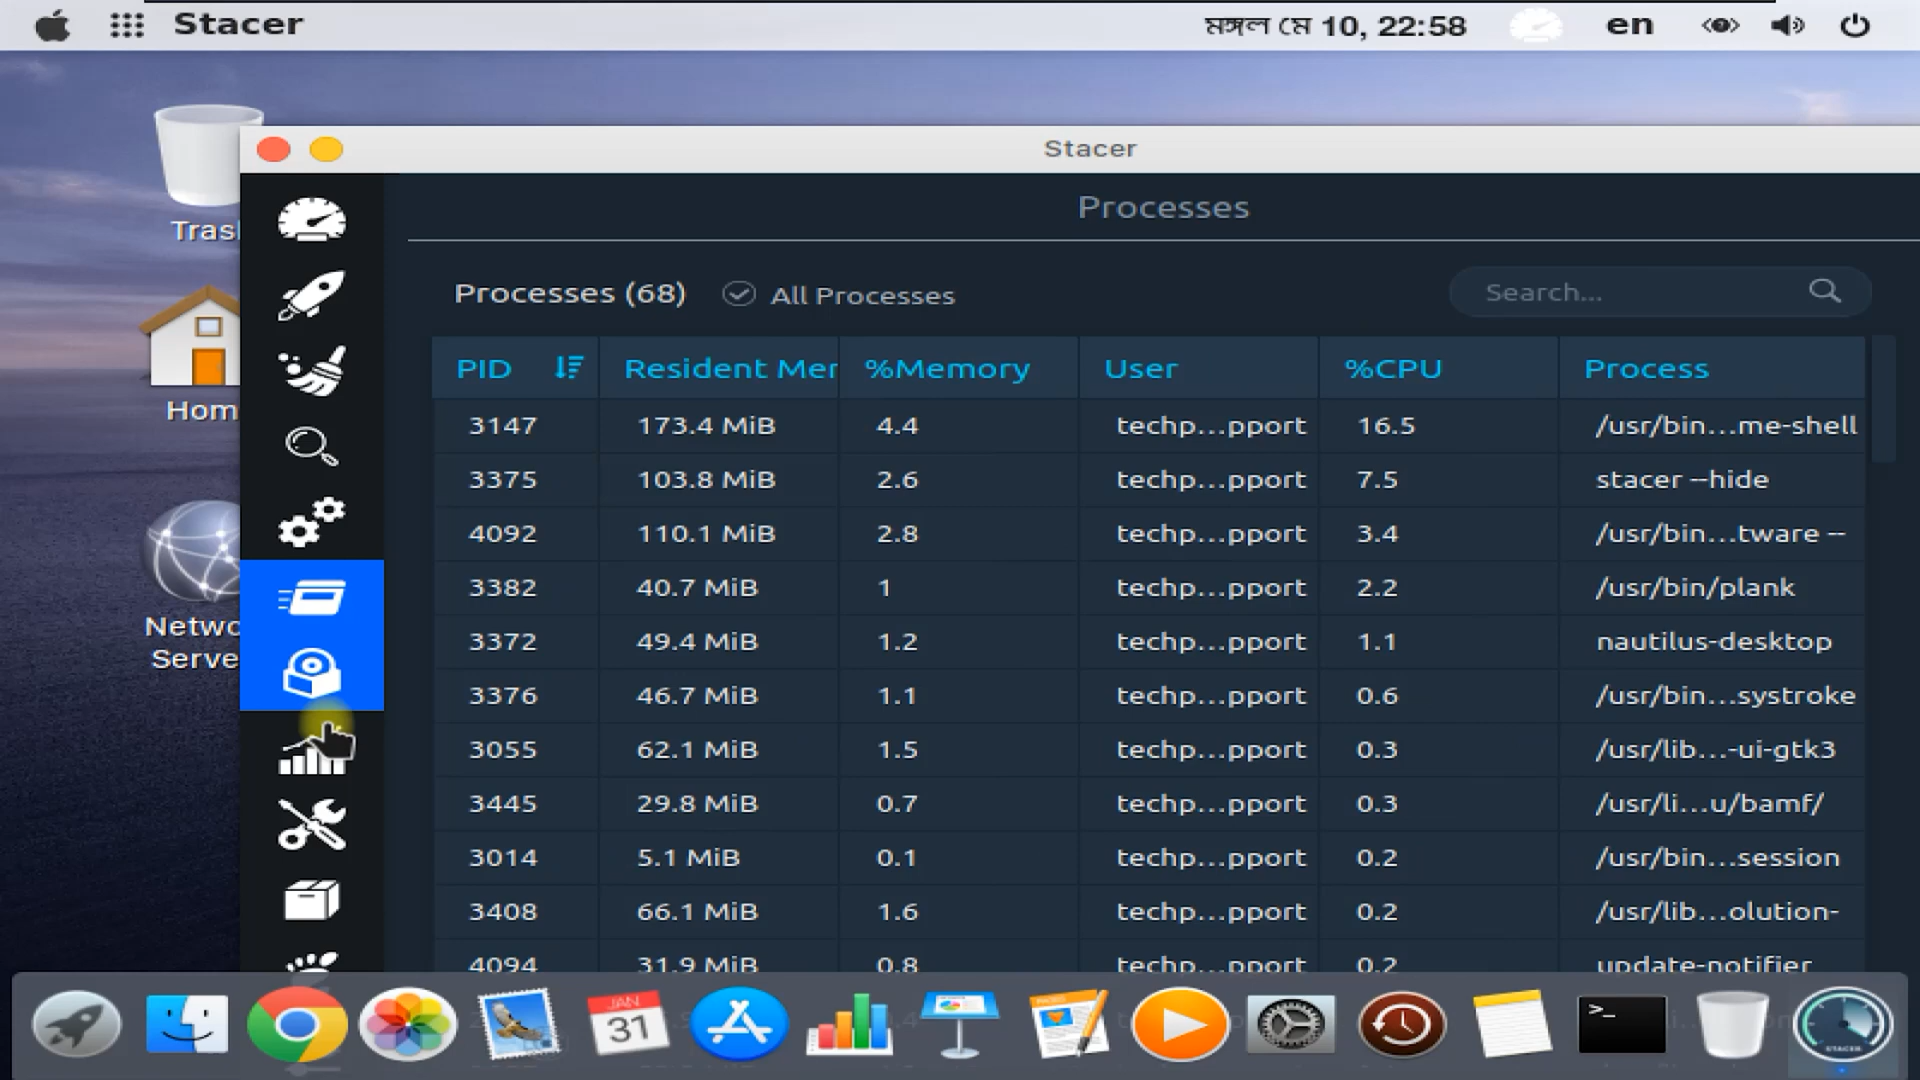 Stacer
মঙ্গল মে 10, 22:58
en
Trash
Home
Netwo
Serve
Stacer
Processes
Processes (68)
All Processes
Search...
PID Resident Mer %Memory User %CPU Process
3147 173.4 MiB 4.4 techp...pport 16.5 /usr/bin...me-shell
3375 103.8 MiB 2.6 techp...pport 7.5 stacer --hide
4092 110.1 MiB 2.8 techp...pport 3.4 /usr/bin...tware --
3382 40.7 MiB 1 techp...pport 2.2 /usr/bin/plank
3372 49.4 MiB 1.2 techp...pport 1.1 nautilus-desktop
3376 46.7 MiB 1.1 techp...pport 0.6 /usr/bin...systroke
3055 62.1 MiB 1.5 techp...pport 0.3 /usr/lib...-ui-gtk3
3445 29.8 MiB 0.7 techp...pport 0.3 /usr/li...u/bamf/
3014 5.1 MiB 0.1 techp...pport 0.2 /usr/bin...session
3408 66.1 MiB 1.6 techp...pport 0.2 /usr/lib...olution-
4094 31.9 MiB 0.8 techp...pport 0.2 update-notifier
JAN
31
>_
STACER